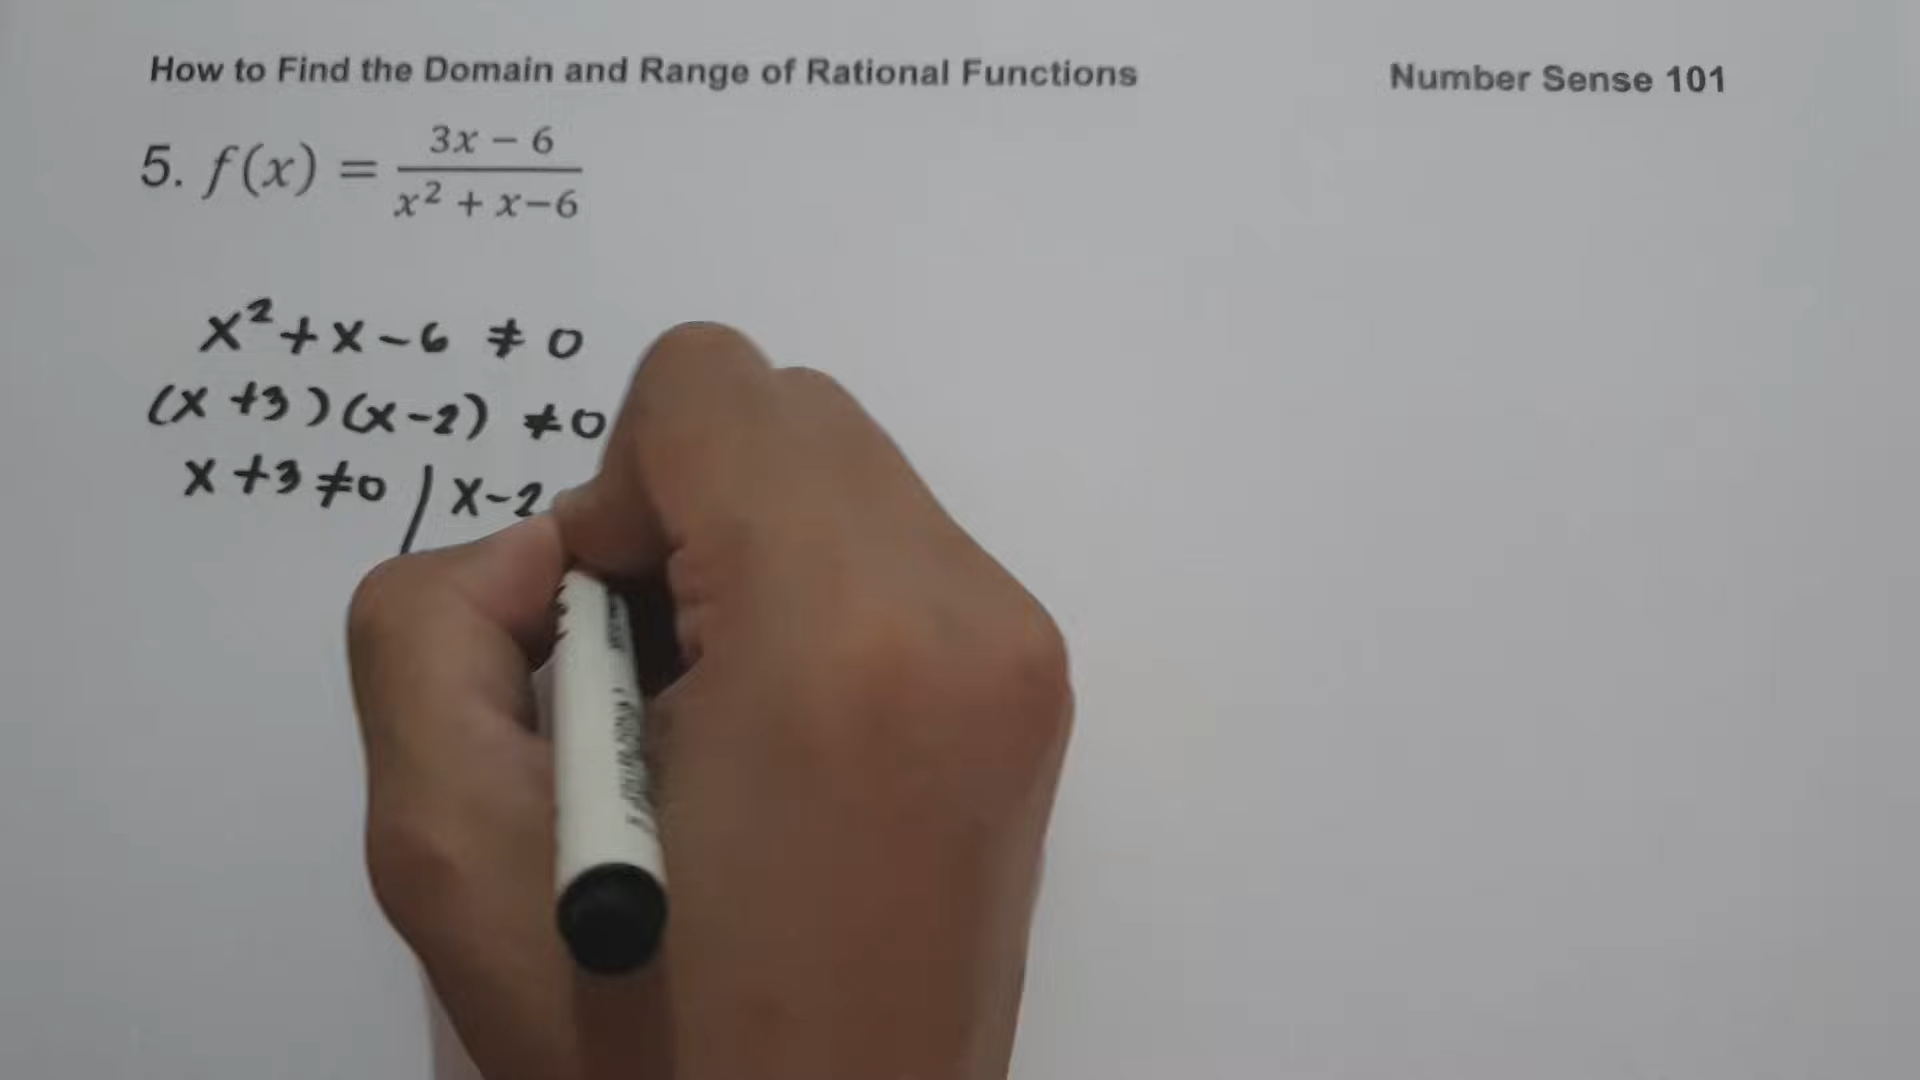 How to Find the Domain and Range of Rational Functions Number Sense 101
5. f(x) = \frac{3x - 6}{x² + x-6}
x² + x - 6 ≠ 0
(x + 3)(x - 2) ≠ 0
x + 3 ≠ 0 / x - 2